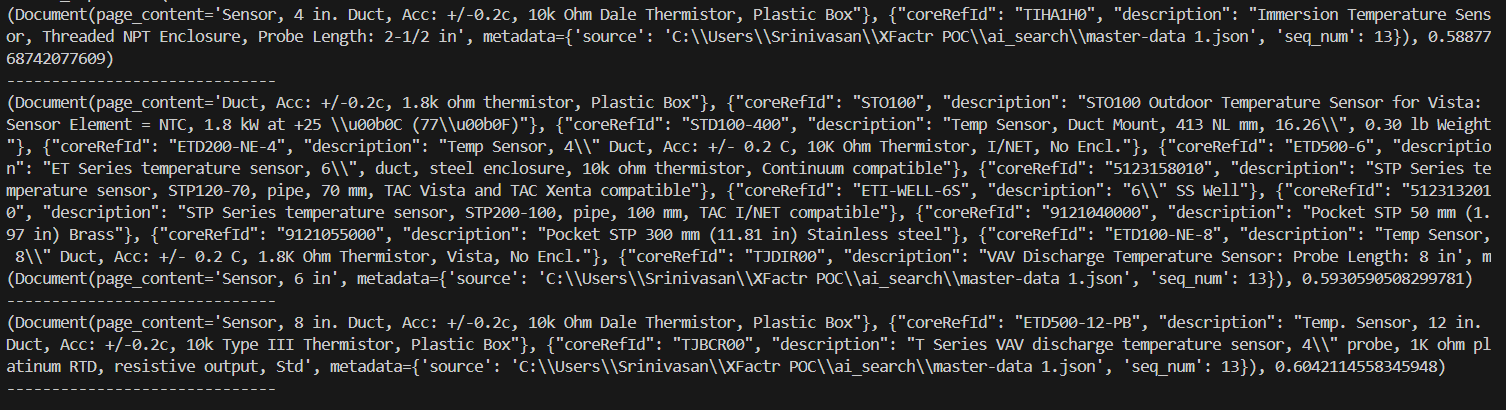 (Document(page_content='Sensor, 4 in. Duct, Acc: +/-0.2c, 10k Ohm Dale Thermistor, Plastic Box"}, {"coreRefId": "TIHA1H0", "description": "Immersion Temperature Sens
or, Threaded NPT Enclosure, Probe Length: 2-1/2 in', metadata={'source': 'C:\\Users\\Srinivasan\\XFactr POC\\ai_search\\master-data 1.json', 'seq_num': 13}), 0.58877
68742077609)
------------------------------
(Document(page_content='Duct, Acc: +/-0.2c, 1.8k ohm thermistor, Plastic Box"}, {"coreRefId": "STO100", "description": "STO100 Outdoor Temperature Sensor for Vista: 
Sensor Element = NTC, 1.8 kW at +25 \\u00b0C (77\\u00b0F)"}, {"coreRefId": "STD100-400", "description": "Temp Sensor, Duct Mount, 413 NL mm, 16.26\\", 0.30 lb Weight
"}, {"coreRefId": "ETD200-NE-4", "description": "Temp Sensor, 4\\" Duct, Acc: +/- 0.2 C, 10K Ohm Thermistor, I/NET, No Encl."}, {"coreRefId": "ETD500-6", "descriptio
n": "ET Series temperature sensor, 6\\", duct, steel enclosure, 10k ohm thermistor, Continuum compatible"}, {"coreRefId": "5123158010", "description": "STP Series te
mperature sensor, STP120-70, pipe, 70 mm, TAC Vista and TAC Xenta compatible"}, {"coreRefId": "ETI-WELL-6S", "description": "6\\" SS Well"}, {"coreRefId": "512313201
0", "description": "STP Series temperature sensor, STP200-100, pipe, 100 mm, TAC I/NET compatible"}, {"coreRefId": "9121040000", "description": "Pocket STP 50 mm (1.
97 in) Brass"}, {"coreRefId": "9121055000", "description": "Pocket STP 300 mm (11.81 in) Stainless steel"}, {"coreRefId": "ETD100-NE-8", "description": "Temp Sensor,
 8\\" Duct, Acc: +/- 0.2 C, 1.8K Ohm Thermistor, Vista, No Encl."}, {"coreRefId": "TJDIR00", "description": "VAV Discharge Temperature Sensor: Probe Length: 8 in', m
(Document(page_content='Sensor, 6 in', metadata={'source': 'C:\\Users\\Srinivasan\\XFactr POC\\ai_search\\master-data 1.json', 'seq_num': 13}), 0.5930590508299781)
------------------------------
(Document(page_content='Sensor, 8 in. Duct, Acc: +/-0.2c, 10k Ohm Dale Thermistor, Plastic Box"}, {"coreRefId": "ETD500-12-PB", "description": "Temp. Sensor, 12 in. 
Duct, Acc: +/-0.2c, 10k Type III Thermistor, Plastic Box"}, {"coreRefId": "TJBCR00", "description": "T Series VAV discharge temperature sensor, 4\\" probe, 1K ohm pl
atinum RTD, resistive output, Std', metadata={'source': 'C:\\Users\\Srinivasan\\XFactr POC\\ai_search\\master-data 1.json', 'seq_num': 13}), 0.6042114558345948)
------------------------------